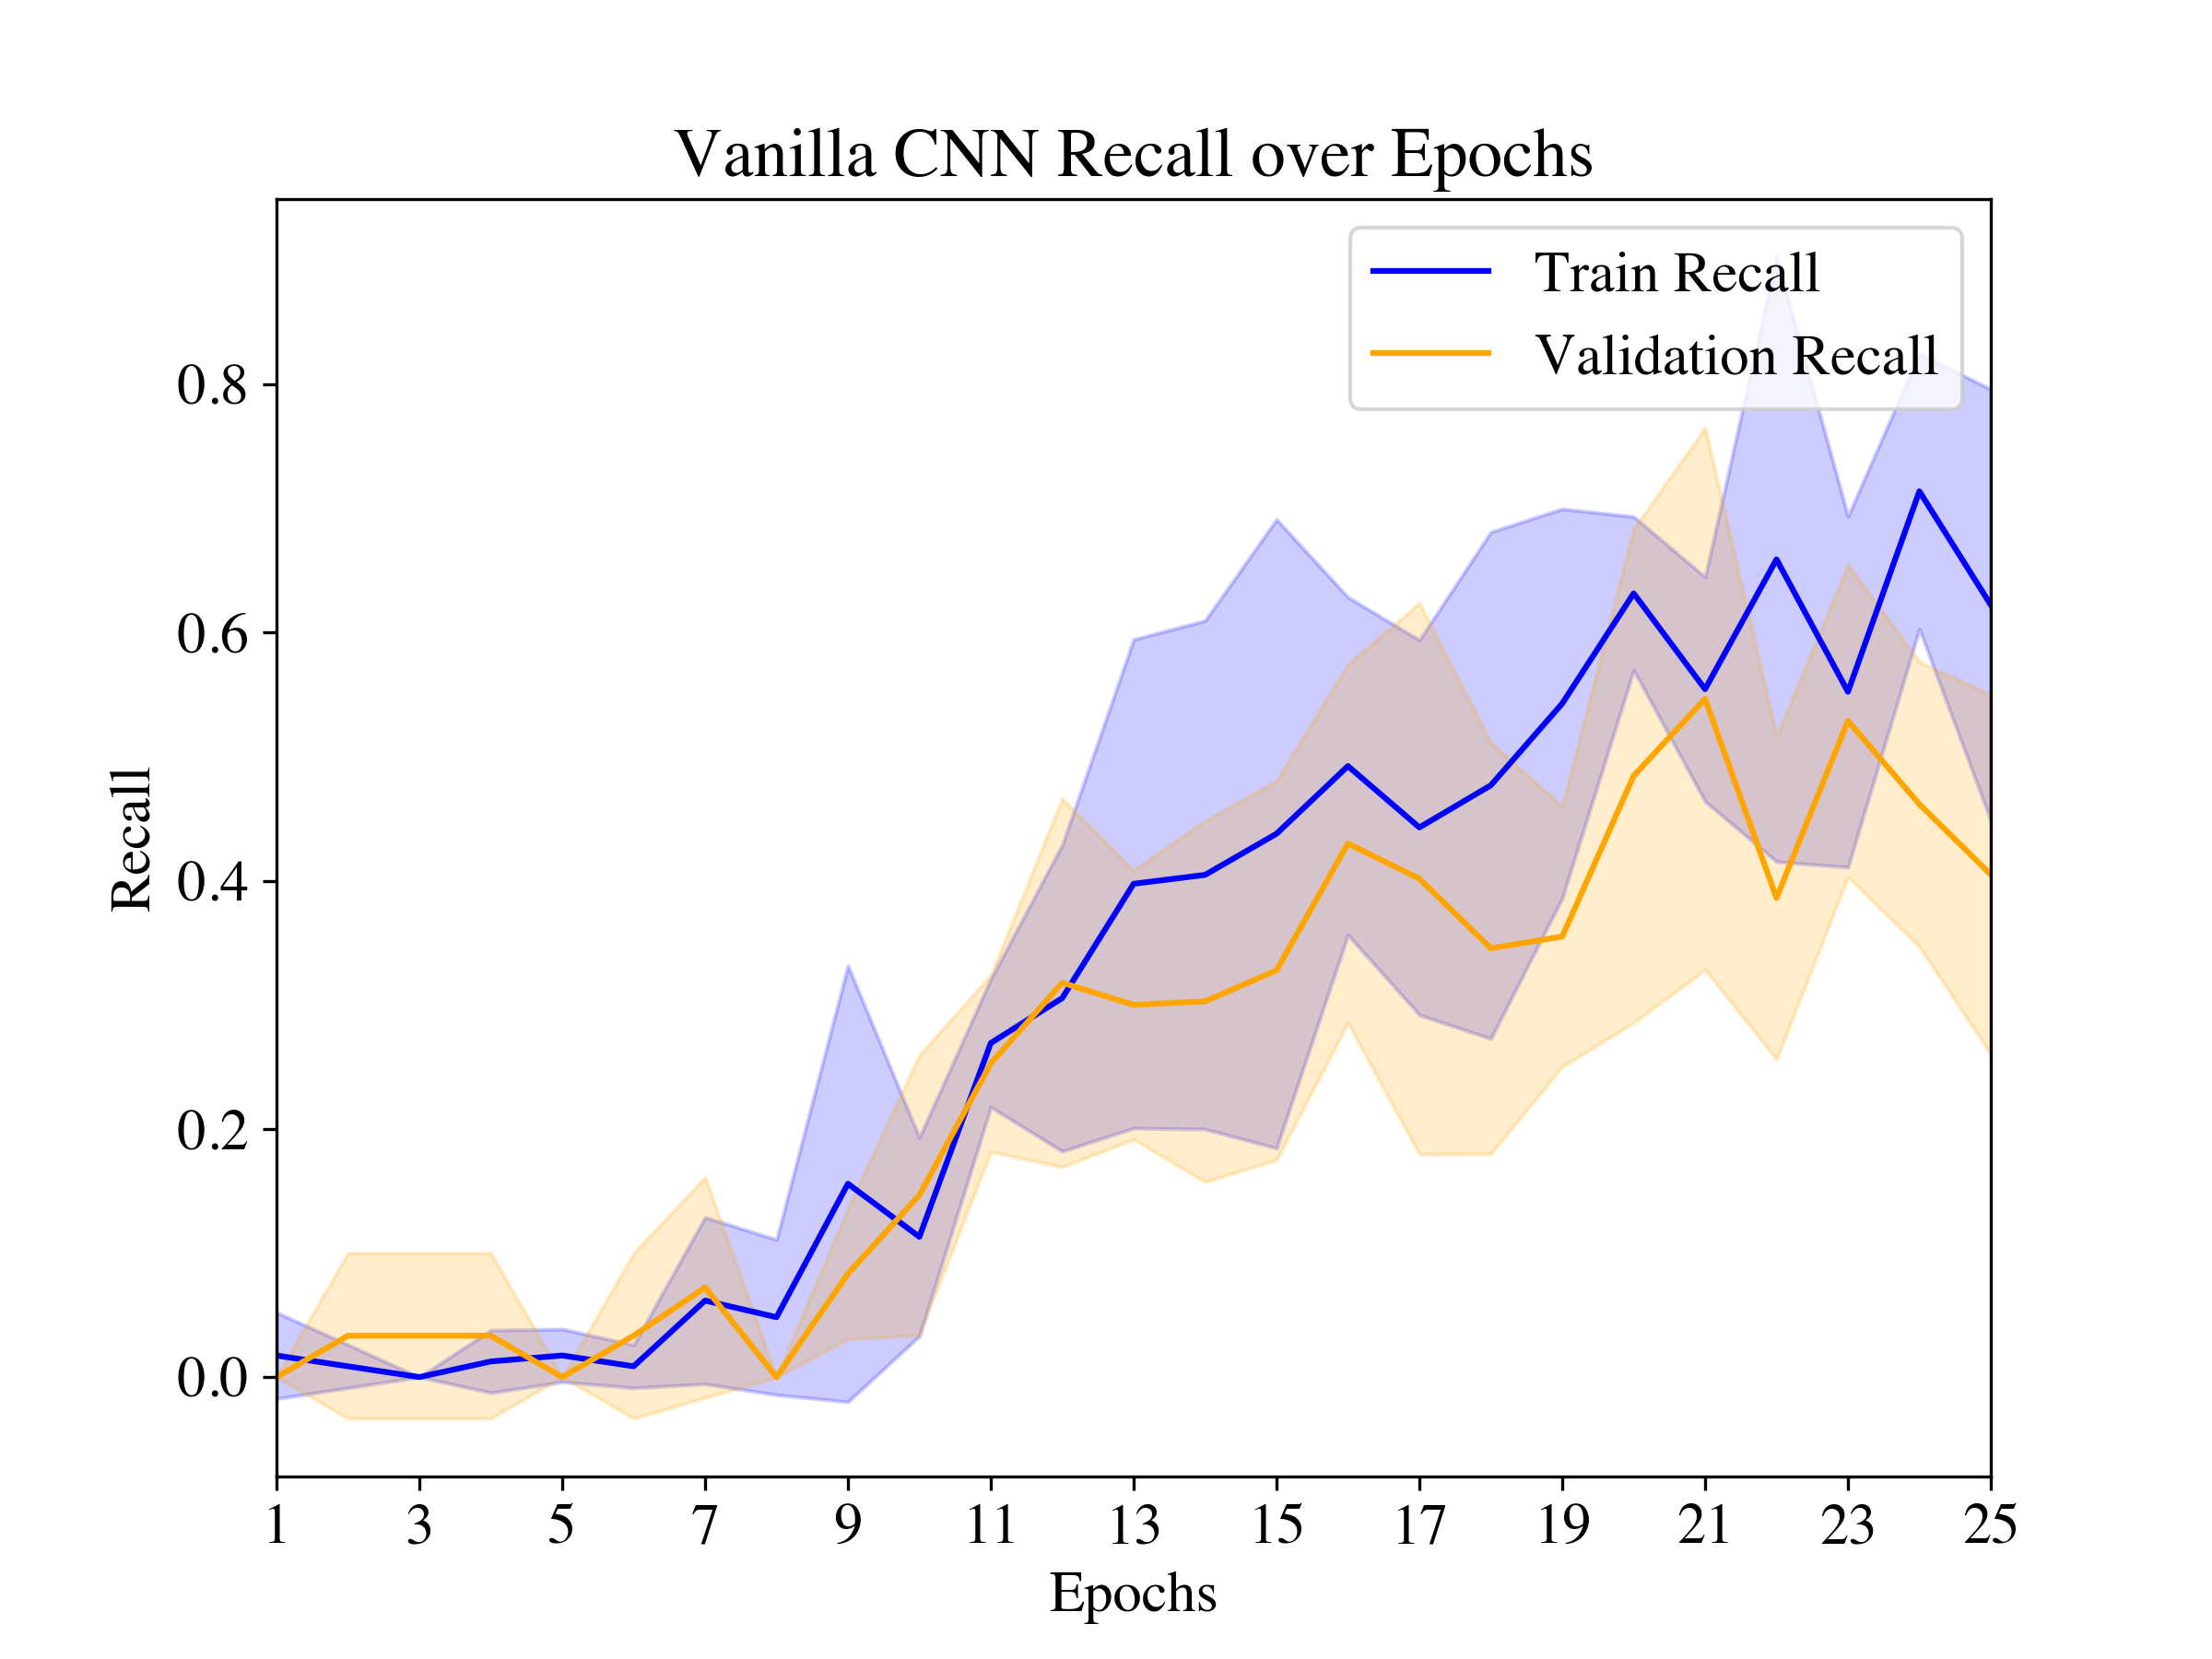 Vanilla CNN Recall over Epochs
Train Recall
Validation Recall
Recall
0.8
0.6
0.4
0.2
0.0
1 3 5 7 9 11 13 15 17 19 21 23 25
Epochs